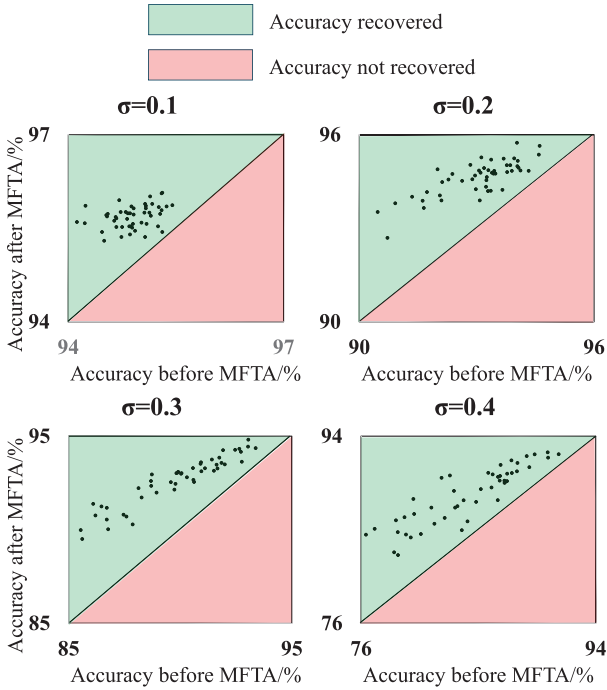 Accuracy recovered
Accuracy not recovered
σ=0.1
σ=0.2
97
96
Accuracy after MFTA/%
94
90
94
97
90
96
Accuracy before MFTA/%
Accuracy before MFTA/%
σ=0.3
σ=0.4
95
94
Accuracy after MFTA/%
85
76
85
95
76
94
Accuracy before MFTA/%
Accuracy before MFTA/%